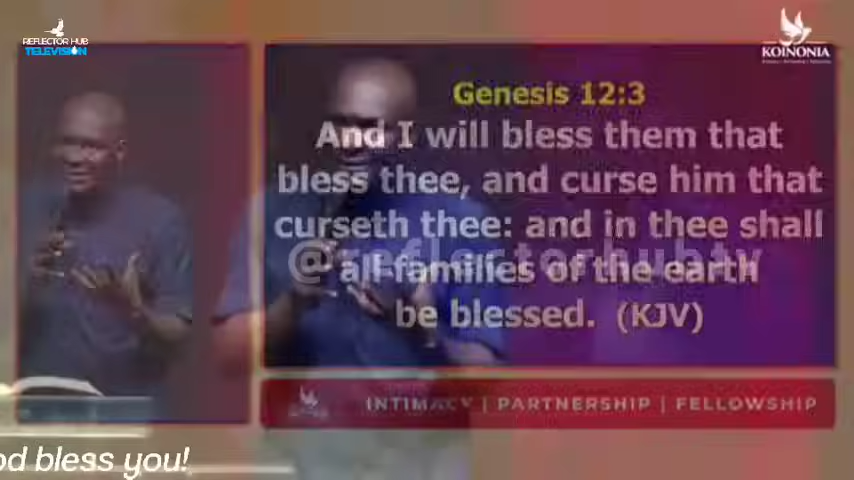 REFLECTOR HUB
TELEVISION
KOINONIA
Genesis 12:3
And I will bless them that
bless thee, and curse him that
curseth thee: and in thee shall
all families of the earth
be blessed. (KJV)
@reflectorhubtv
INTIMACY | PARTNERSHIP | FELLOWSHIP
od bless you!